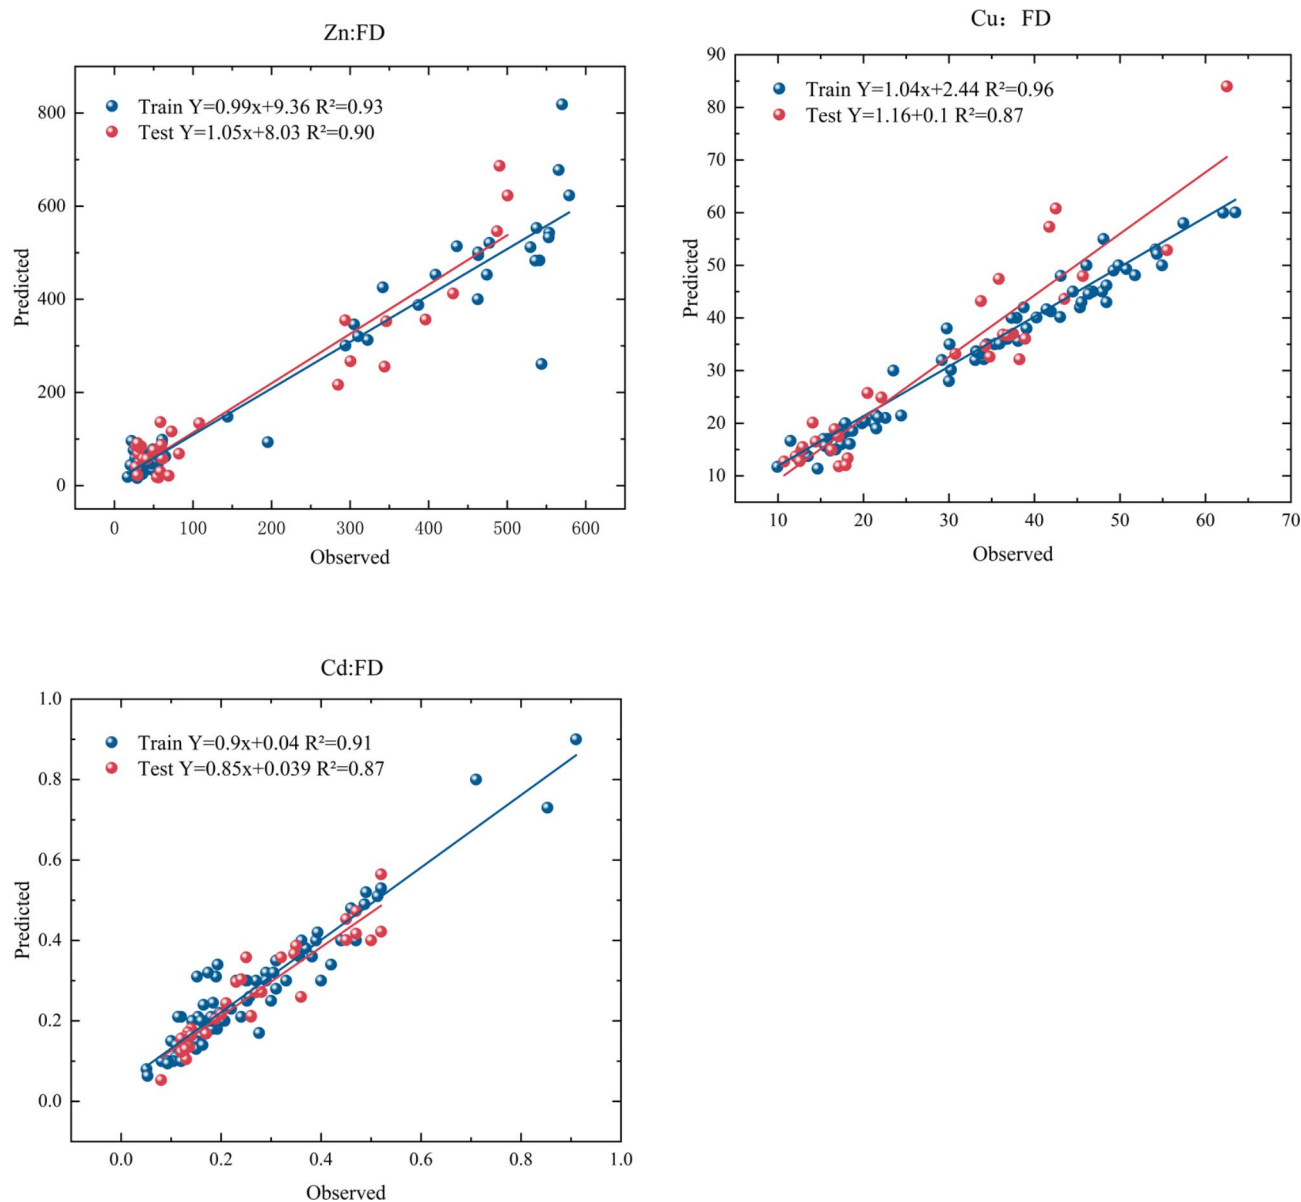 Zn:FD
Train Y=0.99x+9.36 R²=0.93
Test Y=1.05x+8.03 R²=0.90
Predicted
800
600
400
200
0
0 100 200 300 400 500 600
Observed
Cu： FD
Train Y=1.04x+2.44 R²=0.96
Test Y=1.16+0.1 R²=0.87
Predicted
90
80
70
60
50
40
30
20
10
10 20 30 40 50 60 70
Observed
Cd:FD
Train Y=0.9x+0.04 R²=0.91
Test Y=0.85x+0.039 R²=0.87
Predicted
1.0
0.8
0.6
0.4
0.2
0.0
0.0 0.2 0.4 0.6 0.8 1.0
Observed